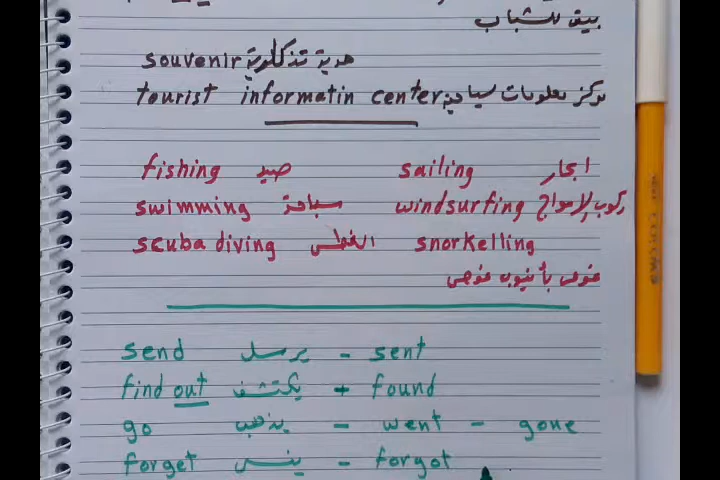 بيت للشباب
souvenir هدية تذكارية
tourist informatin center مركز معلومات سياحية
fishing صيد sailing ابحار
swimming سباحة windsurfing ركوب الامواج
scuba diving الغطس snorkelling
غوص بأنبوب غوص
send يرسل - sent
find out يكتشف + found
go يذهب - went - gone
forget ينسى - forgot